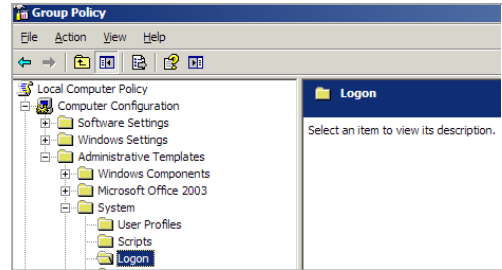 Group Policy
File Action View Help
Local Computer Policy
Computer Configuration
Software Settings
Windows Settings
Administrative Templates
Windows Components
Microsoft Office 2003
System
User Profiles
Scripts
Logon
Logon
Select an item to view its description.